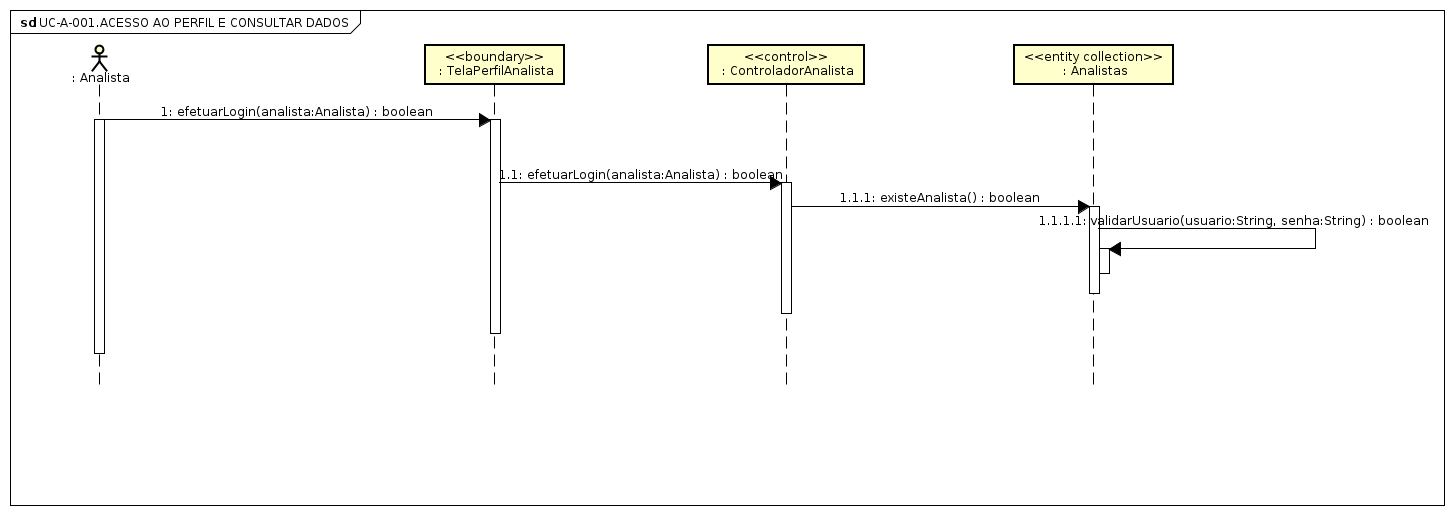 sd UC-A-001.ACESSO AO PERFIL E CONSULTAR DADOS
: Analista
<<boundary>>
: TelaPerfilAnalista
<<control>>
: ControladorAnalista
<<entity collection>>
: Analistas
1: efetuarLogin(analista:Analista) : boolean
1.1: efetuarLogin(analista:Analista) : boolean
1.1.1: existeAnalista() : boolean
1.1.1.1: validarUsuario(usuario:String, senha:String) : boolean